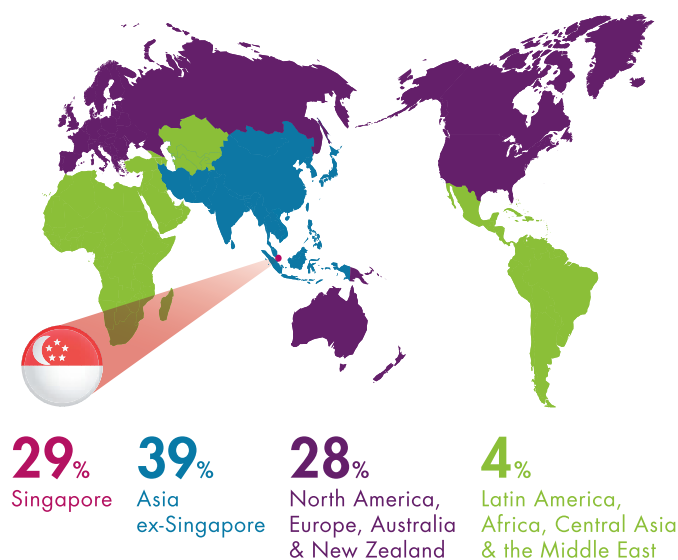 29%
Singapore
39%
Asia
ex-Singapore
28%
North America,
Europe, Australia
& New Zealand
4%
Latin America,
Africa, Central Asia
& the Middle East